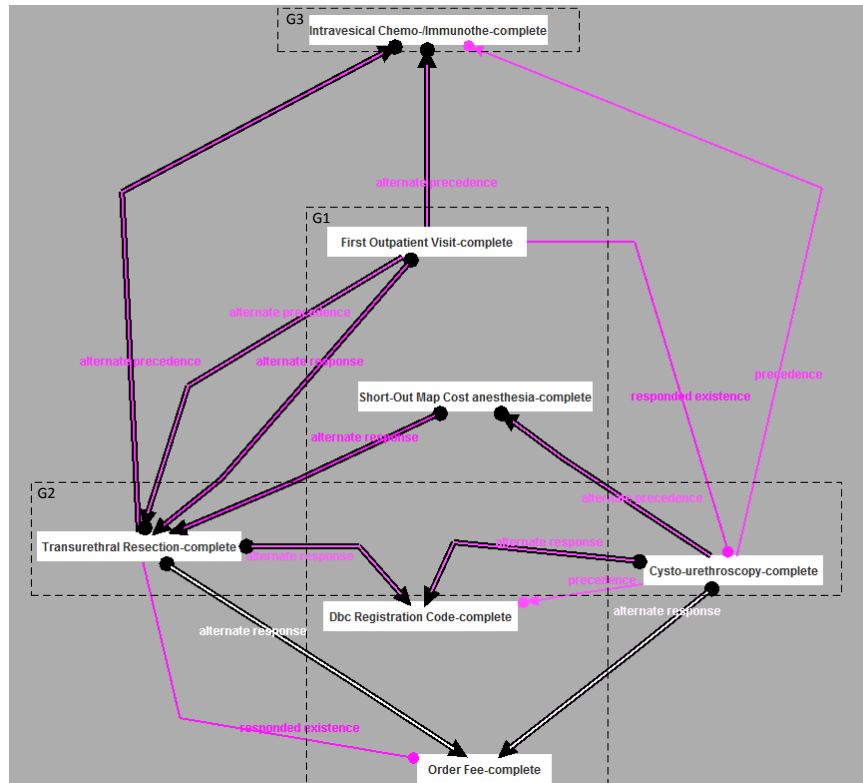 G3
Intravesical Chemo-/Immunothe-complete
alternate precedence
G1
First Outpatient Visit-complete
alternate precedence
alternate response
alternate precedence
precedence
Short-Out Map Cost anesthesia-complete
responded existence
alternate response
G2
alternate precedence
Transurethral Resection-complete
alternate response
alternate response
Cysto-urethroscopy-complete
precedence
Dbc Registration Code-complete
alternate response
alternate response
responded existence
Order Fee-complete